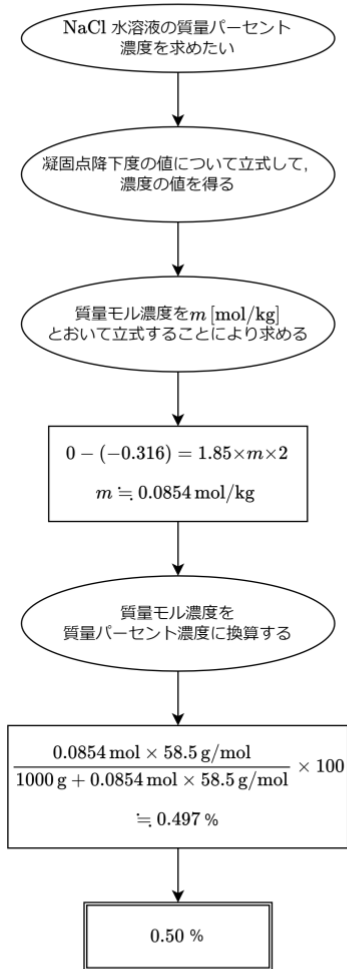 NaCl 水溶液の質量パーセント
濃度を求めたい
凝固点降下度の値について立式して,
濃度の値を得る
質量モル濃度を m [mol/kg]
とおいて立式することにより求める
0 − (−0.316) = 1.85×m×2
m ≒ 0.0854 mol/kg
質量モル濃度を
質量パーセント濃度に換算する
0.0854 mol × 58.5 g/mol
1000 g + 0.0854 mol × 58.5 g/mol
× 100
≒ 0.497 %
0.50 %